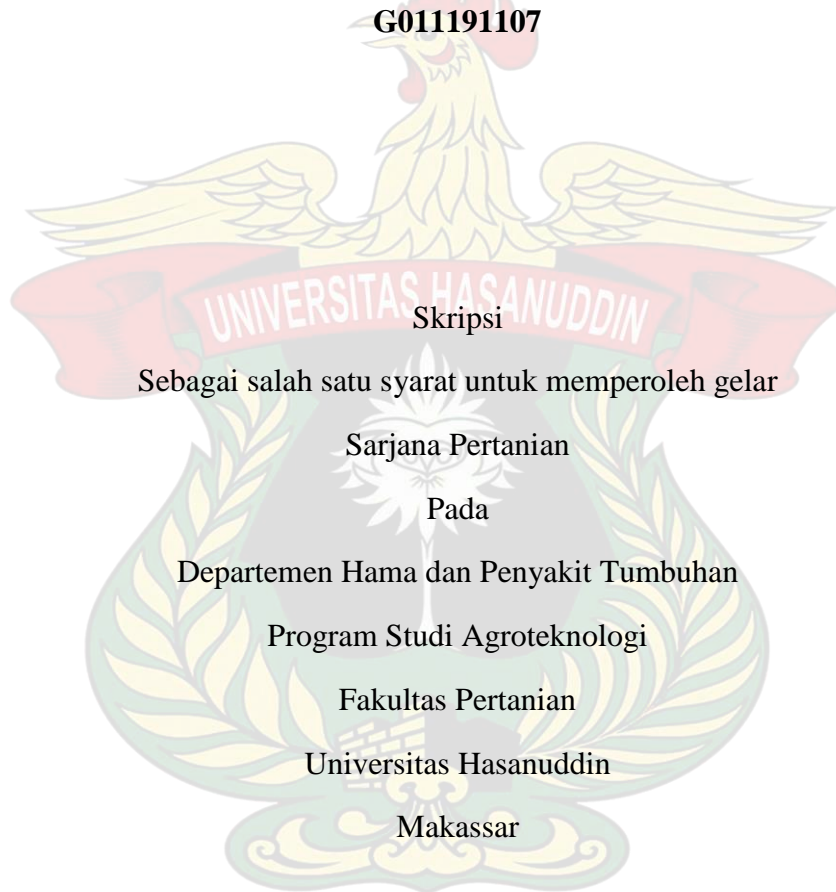 G011191107
UNIVERSITAS HASANUDDIN
Skripsi
Sebagai salah satu syarat untuk memperoleh gelar
Sarjana Pertanian
Pada
Departemen Hama dan Penyakit Tumbuhan
Program Studi Agroteknologi
Fakultas Pertanian
Universitas Hasanuddin
Makassar